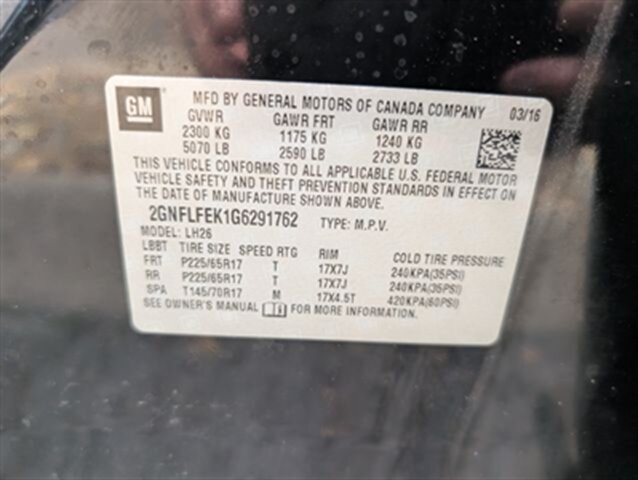 GM
MFD BY GENERAL MOTORS OF CANADA COMPANY 03/16
GVWR GAWR FRT GAWR RR
2300 KG 1175 KG 1240 KG
5070 LB 2590 LB 2733 LB
THIS VEHICLE CONFORMS TO ALL APPLICABLE U.S. FEDERAL MOTOR
VEHICLE SAFETY AND THEFT PREVENTION STANDARDS IN EFFECT ON
THE DATE OF MANUFACTURE SHOWN ABOVE.
2GNFLFEK1G6291762 TYPE: M.P.V.
MODEL: LH26
LBBT TIRE SIZE SPEED RTG RIM COLD TIRE PRESSURE
FRT P225/65R17 T 17X7J 240KPA(35PSI)
RR P225/65R17 T 17X7J 240KPA(35PSI)
SPA T145/70R17 M 17X4.5T 420KPA(60PSI)
SEE OWNER'S MANUAL FOR MORE INFORMATION.